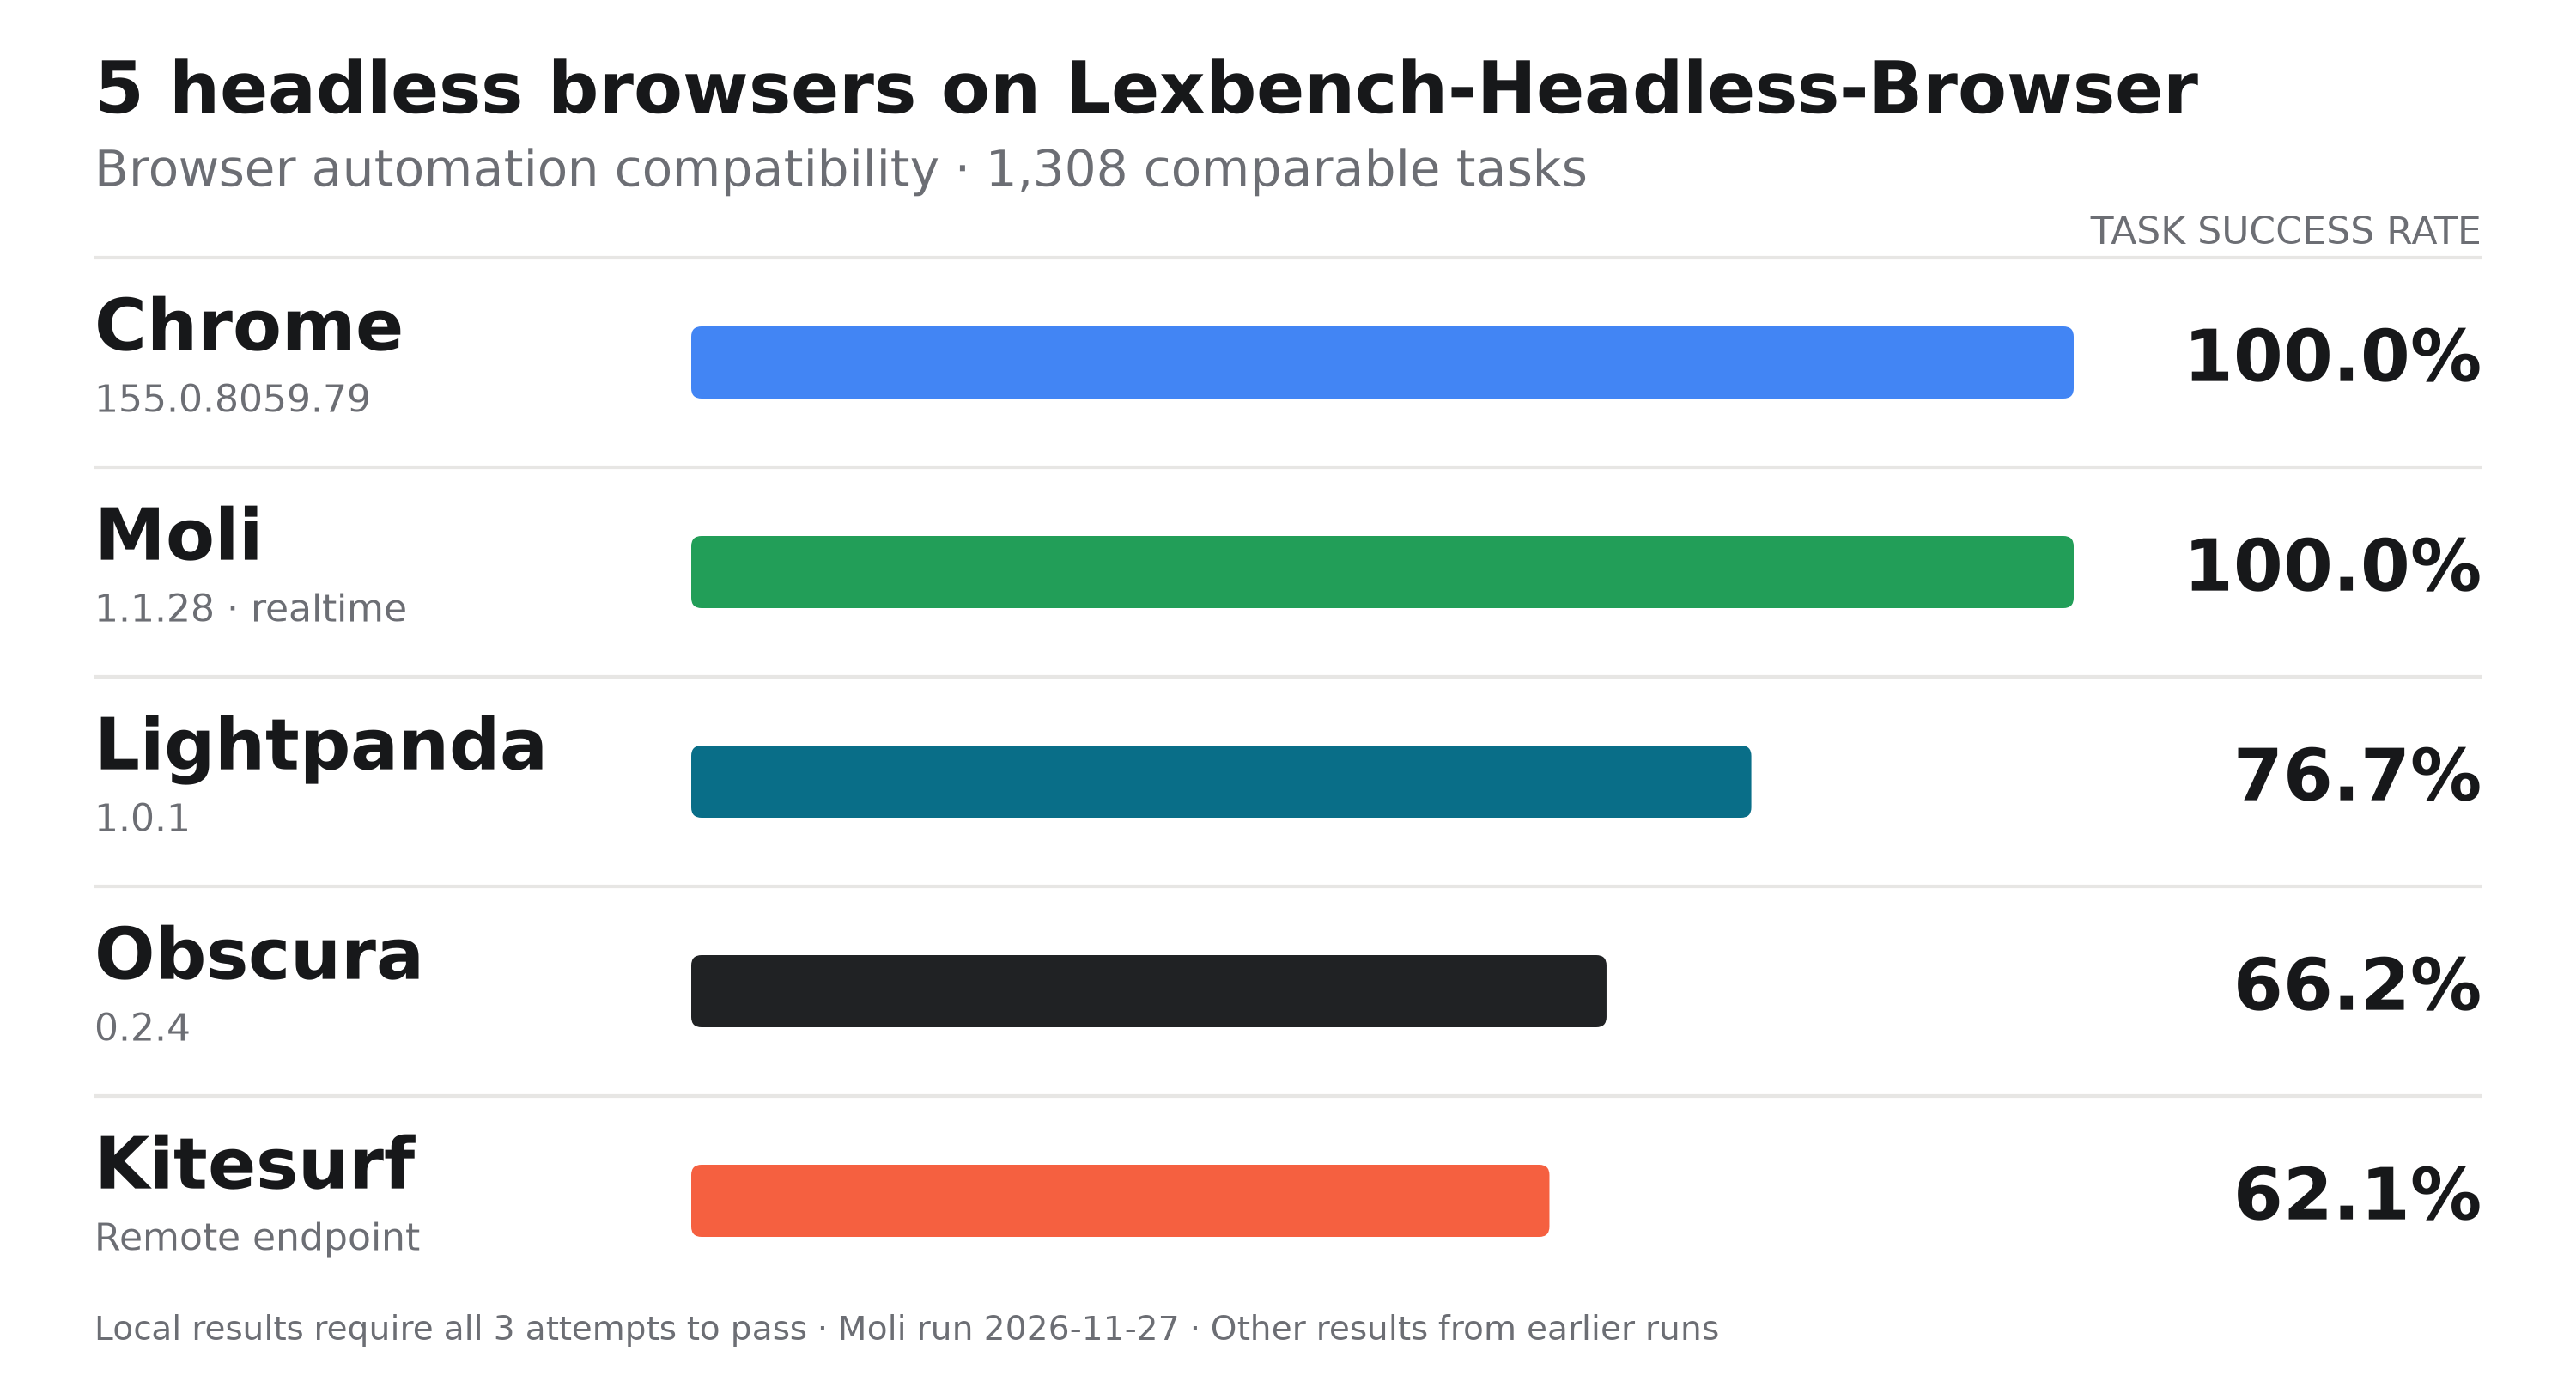 5 headless browsers on Lexbench-Headless-Browser
Browser automation compatibility · 1,308 comparable tasks
TASK SUCCESS RATE
Chrome
155.0.8059.79
100.0%
Moli
1.1.28 · realtime
100.0%
Lightpanda
1.0.1
76.7%
Obscura
0.2.4
66.2%
Kitesurf
Remote endpoint
62.1%
Local results require all 3 attempts to pass · Moli run 2026-11-27 · Other results from earlier runs